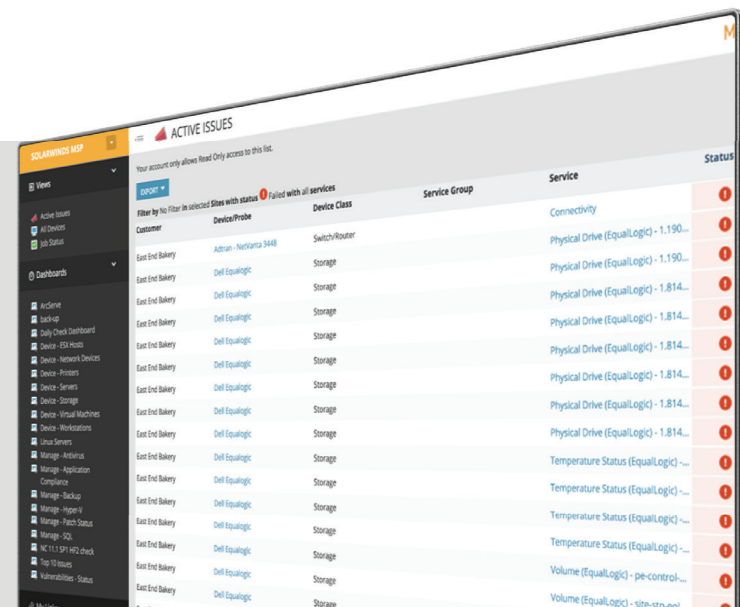 M
SOLARWINDS MSP
Views
Active Issues
All Devices
Job Status
Dashboards
ArcServe
back-up
Daily Check Dashboard
Device - ESX Hosts
Device - Network Devices
Device - Printers
Device - Servers
Device - Storage
Device - Virtual Machines
Device - Workstations
Linux Servers
Manage - Antivirus
Manage - Application
Compliance
Manage - Backup
Manage - Hyper-V
Manage - Patch Status
Manage - SQL
NC 11.1 SP1 HF2 check
Top 10 Issues
Vulnerabilities - Status
My Links
ACTIVE ISSUES
Your account only allows Read Only access to this list.
EXPORT
Filter by No Filter in selected Sites with status Failed with all services
Customer Device/Probe Device Class Service Group Service Status
East End Bakery Adtran - NetVanta 3448 Switch/Router Connectivity
East End Bakery Dell Equalogic Storage Physical Drive (EqualLogic) - 1.190...
East End Bakery Dell Equalogic Storage Physical Drive (EqualLogic) - 1.190...
East End Bakery Dell Equalogic Storage Physical Drive (EqualLogic) - 1.814...
East End Bakery Dell Equalogic Storage Physical Drive (EqualLogic) - 1.814...
East End Bakery Dell Equalogic Storage Physical Drive (EqualLogic) - 1.814...
East End Bakery Dell Equalogic Storage Physical Drive (EqualLogic) - 1.814...
East End Bakery Dell Equalogic Storage Physical Drive (EqualLogic) - 1.814...
East End Bakery Dell Equalogic Storage Physical Drive (EqualLogic) - 1.814...
East End Bakery Dell Equalogic Storage Temperature Status (EqualLogic) -...
East End Bakery Dell Equalogic Storage Temperature Status (EqualLogic) -...
East End Bakery Dell Equalogic Storage Temperature Status (EqualLogic) -...
East End Bakery Dell Equalogic Storage Temperature Status (EqualLogic) -...
East End Bakery Dell Equalogic Storage Volume (EqualLogic) - pe-control-...
East End Bakery Dell Equalogic Storage Volume (EqualLogic)